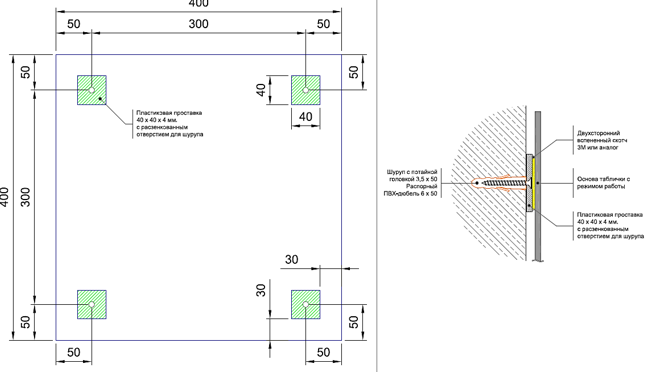 400
50
300
50
50
50
40
40
Пластиковая проставка
40 x 40 x 4 мм.
с раззенкованным
отверстием для шурупа
400
300
30
30
50
50
50
50
Шуруп с потайной
головкой 3,5 x 50
Распорный
ПВХ-дюбель 6 x 50
Двухсторонний
вспененный скотч
3М или аналог
Основа таблички с
режимом работы
Пластиковая проставка
40 x 40 x 4 мм.
с раззенкованным
отверстием для шурупа